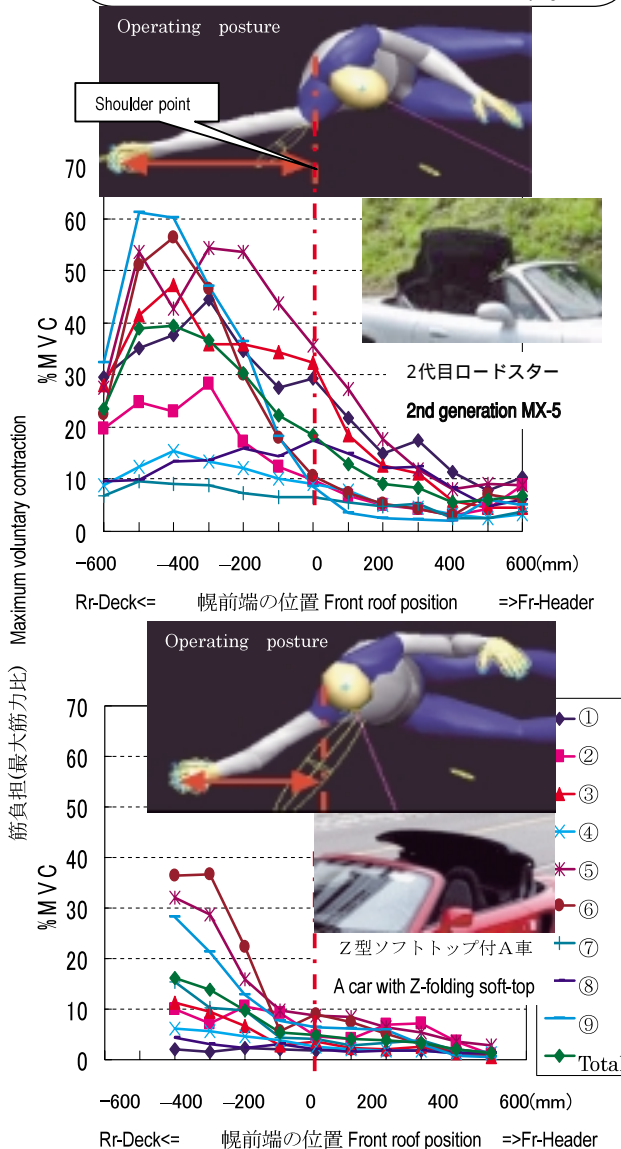 Operating posture
Shoulder point
70
60
50
40
30
20
10
0
%MVC
2代目ロードスター
2nd generation MX-5
−600 −400 −200 0 200 400 600(mm)
Rr-Deck<= 幌前端の位置 Front roof position =>Fr-Header
筋負担(最大筋力比) Maximum voluntary contraction
Operating posture
70
60
50
40
30
20
10
0
%MVC
Z型ソフトトップ付A車
A car with Z-folding soft-top
①
②
③
④
⑤
⑥
⑦
⑧
⑨
Total
−600 −400 −200 0 200 400 600(mm)
Rr-Deck<= 幌前端の位置 Front roof position =>Fr-Header